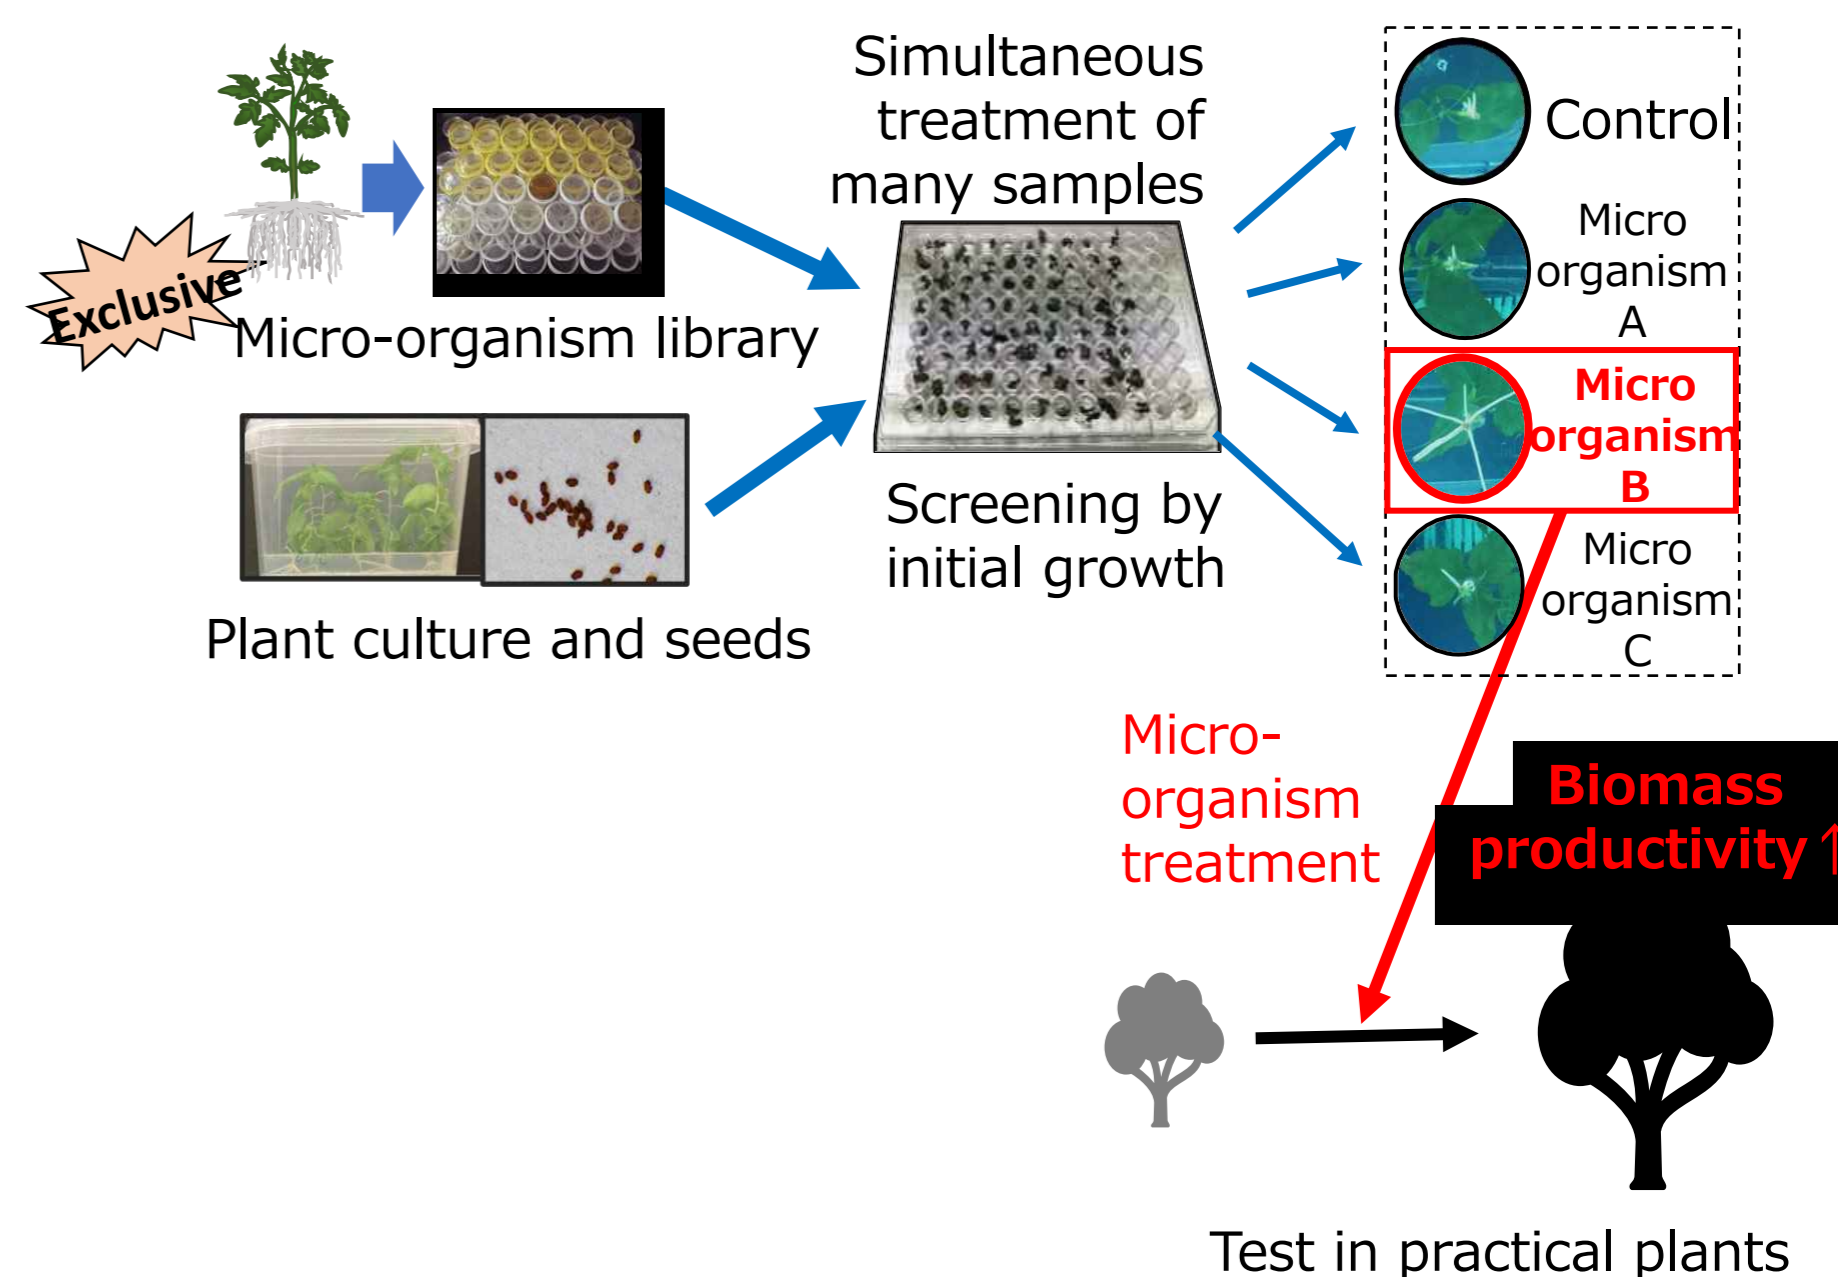 Exclusive
Micro-organism library
Plant culture and seeds
Simultaneous
treatment of
many samples
Screening by
initial growth
Control
Micro
organism
A
Micro
organism
B
Micro
organism
C
Micro-
organism
treatment
Biomass
productivity↑
Test in practical plants